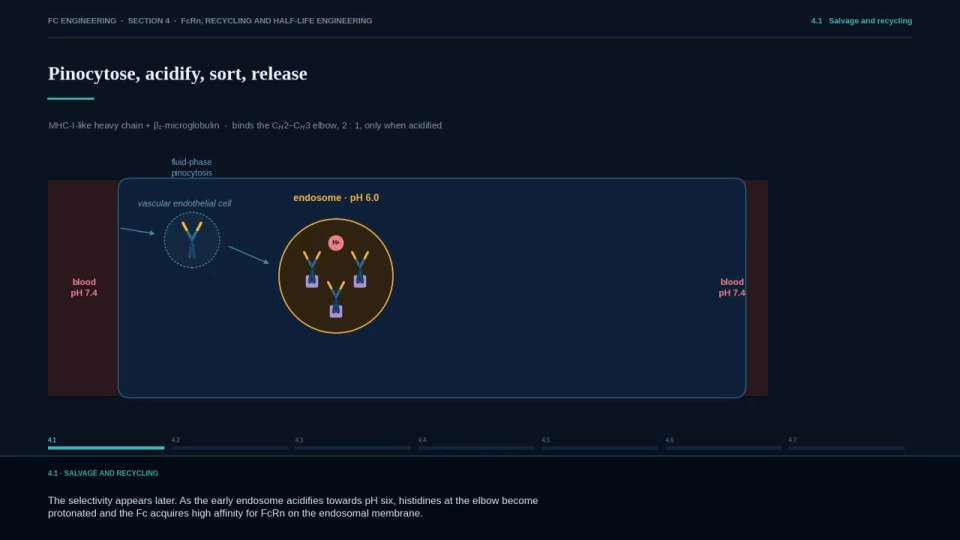 FC ENGINEERING · SECTION 4 · FcRn, RECYCLING AND HALF-LIFE ENGINEERING
4.1 Salvage and recycling
Pinocytose, acidify, sort, release
MHC-I-like heavy chain + β₂-microglobulin · binds the CH2–CH3 elbow, 2 : 1, only when acidified
fluid-phase
pinocytosis
vascular endothelial cell
endosome · pH 6.0
H+
blood
pH 7.4
blood
pH 7.4
4.1
4.2
4.3
4.4
4.5
4.6
4.7
4.1 · SALVAGE AND RECYCLING
The selectivity appears later. As the early endosome acidifies towards pH six, histidines at the elbow become
protonated and the Fc acquires high affinity for FcRn on the endosomal membrane.